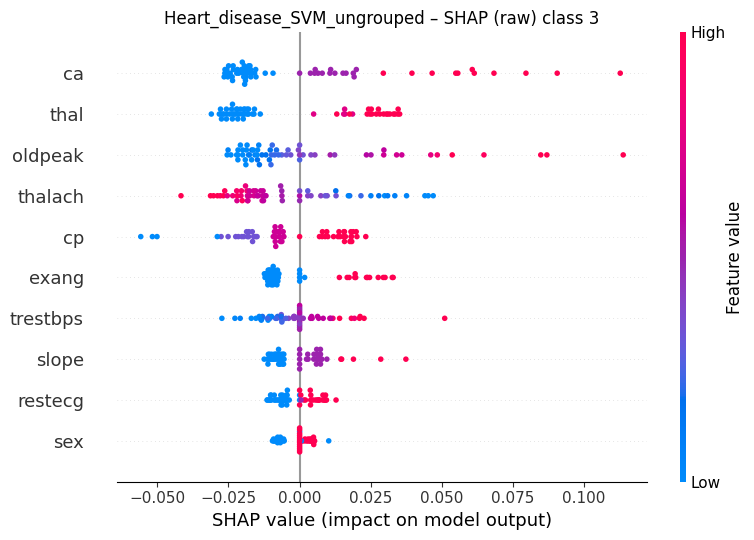 Heart_disease_SVM_ungrouped – SHAP (raw) class 3
High
ca
thal
oldpeak
thalach
cp
exang
trestbps
slope
restecg
sex
Feature value
Low
−0.050 −0.025 0.000 0.025 0.050 0.075 0.100
SHAP value (impact on model output)